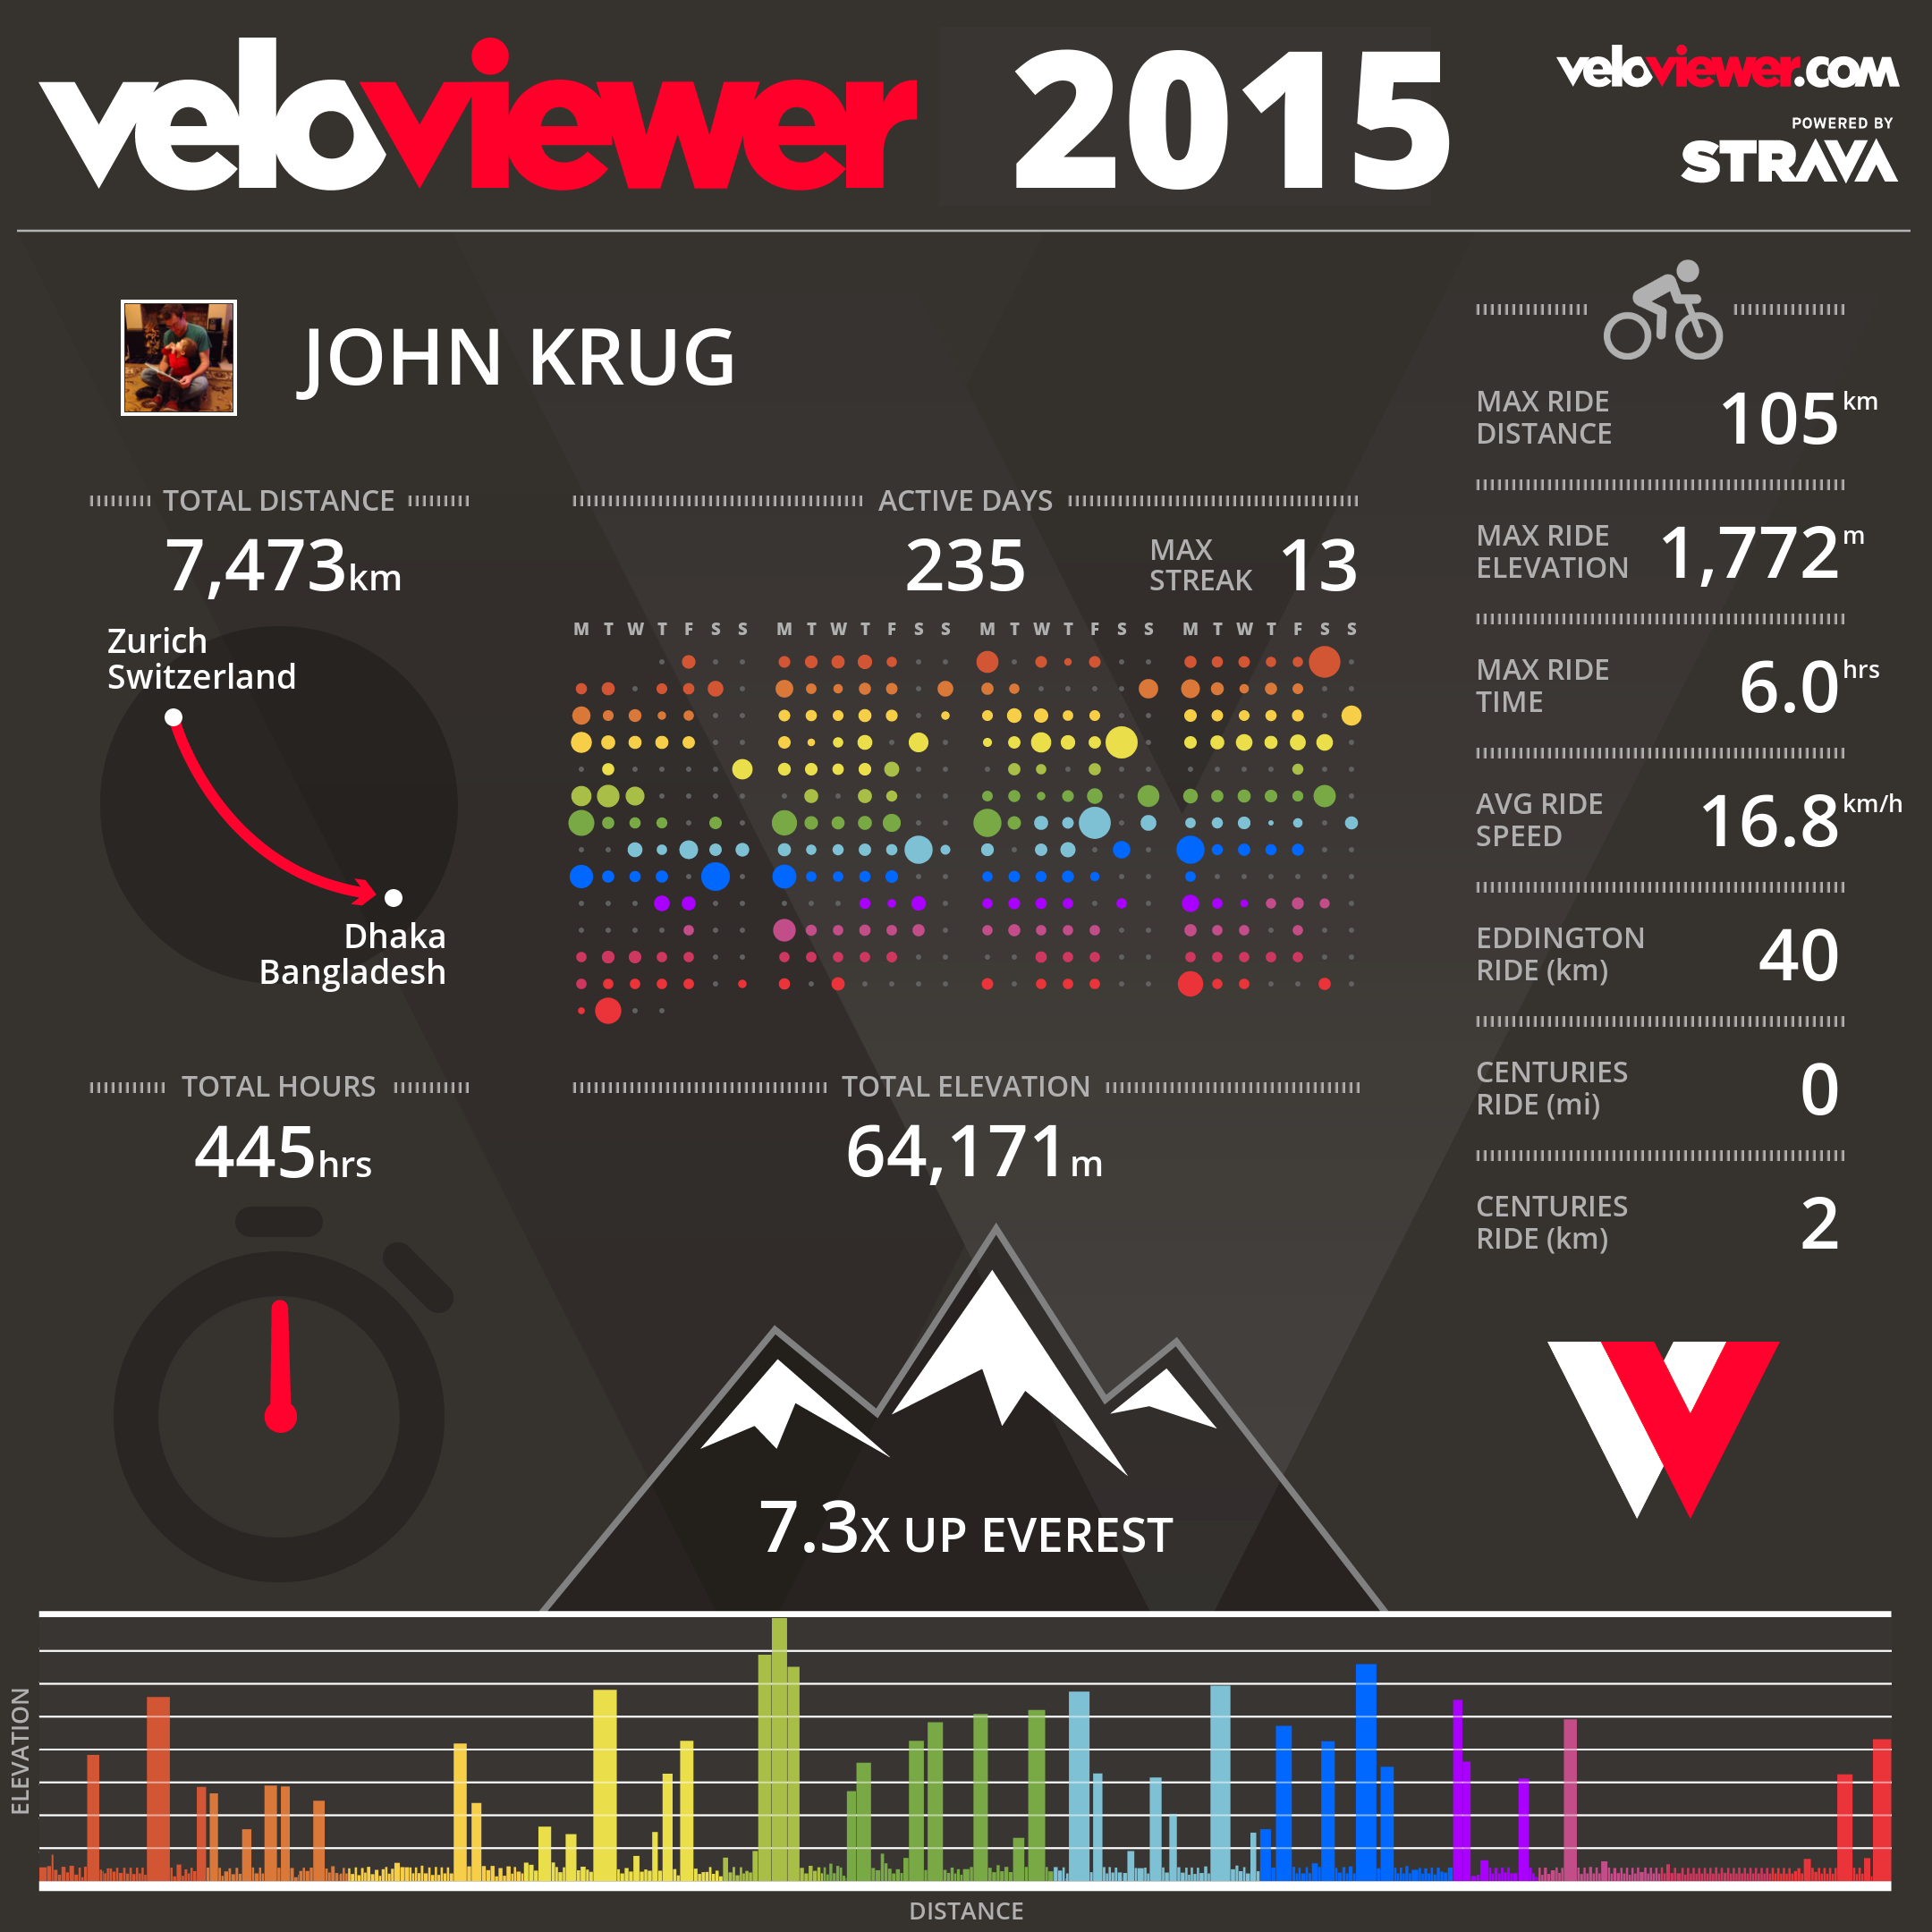 veloviewer 2015
veloviewer.com
POWERED BY
STRAVA
JOHN KRUG
TOTAL DISTANCE
7,473km
Zurich
Switzerland
Dhaka
Bangladesh
ACTIVE DAYS
235
MAX
STREAK
13
M T W T F S S M T W T F S S M T W T F S S M T W T F S S
TOTAL HOURS
445hrs
TOTAL ELEVATION
64,171m
7.3X UP EVEREST
MAX RIDE
DISTANCE
105km
MAX RIDE
ELEVATION
1,772m
MAX RIDE
TIME
6.0hrs
AVG RIDE
SPEED
16.8km/h
EDDINGTON
RIDE (km)
40
CENTURIES
RIDE (mi)
0
CENTURIES
RIDE (km)
2
ELEVATION
DISTANCE